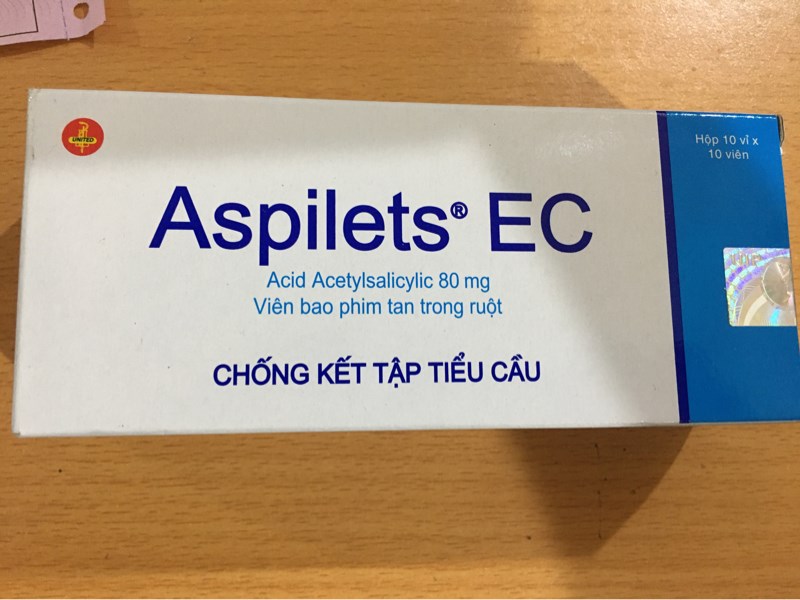 UNITED
Aspilets® EC
Acid Acetylsalicylic 80 mg
Viên bao phim tan trong ruột
CHỐNG KẾT TẬP TIỂU CẦU
Hộp 10 vỉ x
10 viên